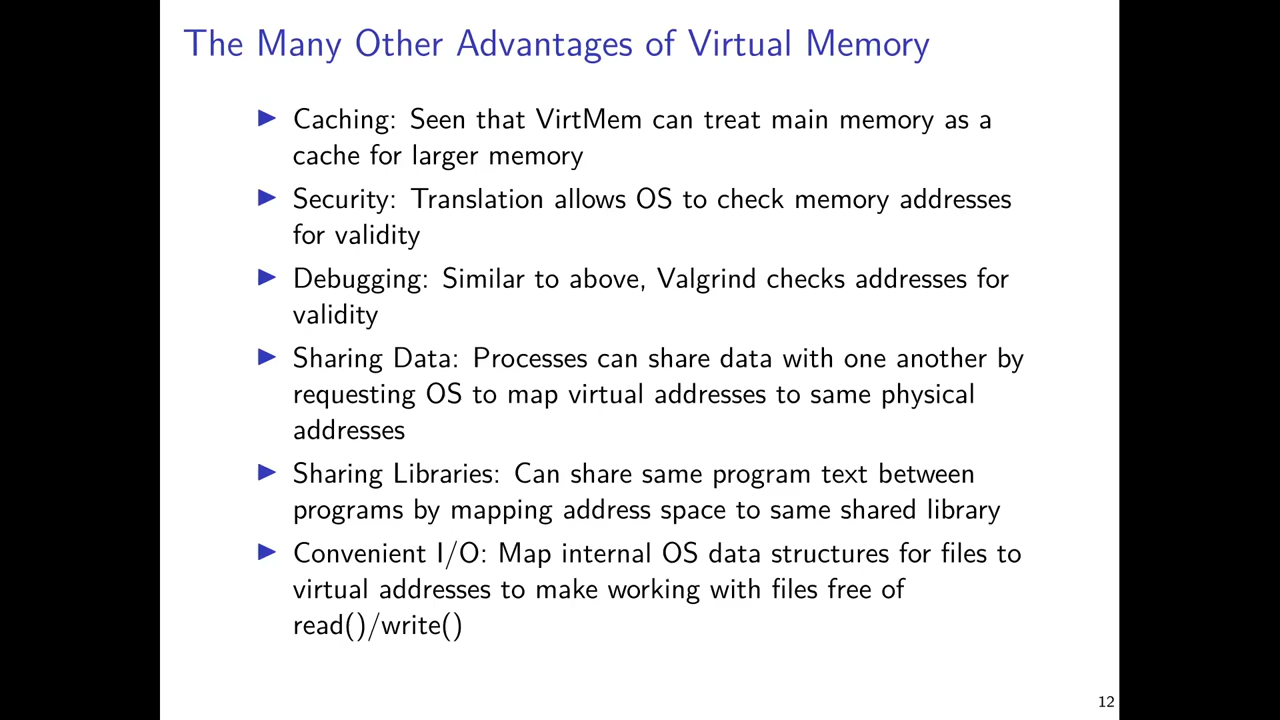 The Many Other Advantages of Virtual Memory
▶ Caching: Seen that VirtMem can treat main memory as a
cache for larger memory
▶ Security: Translation allows OS to check memory addresses
for validity
▶ Debugging: Similar to above, Valgrind checks addresses for
validity
▶ Sharing Data: Processes can share data with one another by
requesting OS to map virtual addresses to same physical
addresses
▶ Sharing Libraries: Can share same program text between
programs by mapping address space to same shared library
▶ Convenient I/O: Map internal OS data structures for files to
virtual addresses to make working with files free of
read()/write()
12